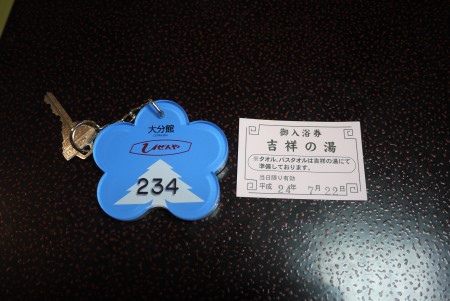 大分館
ひぜんや
234
御入浴券
吉祥の湯
※タオル、バスタオルは吉祥の湯にて
準備しております。
当日限り有効
平成 24年 7月 22日